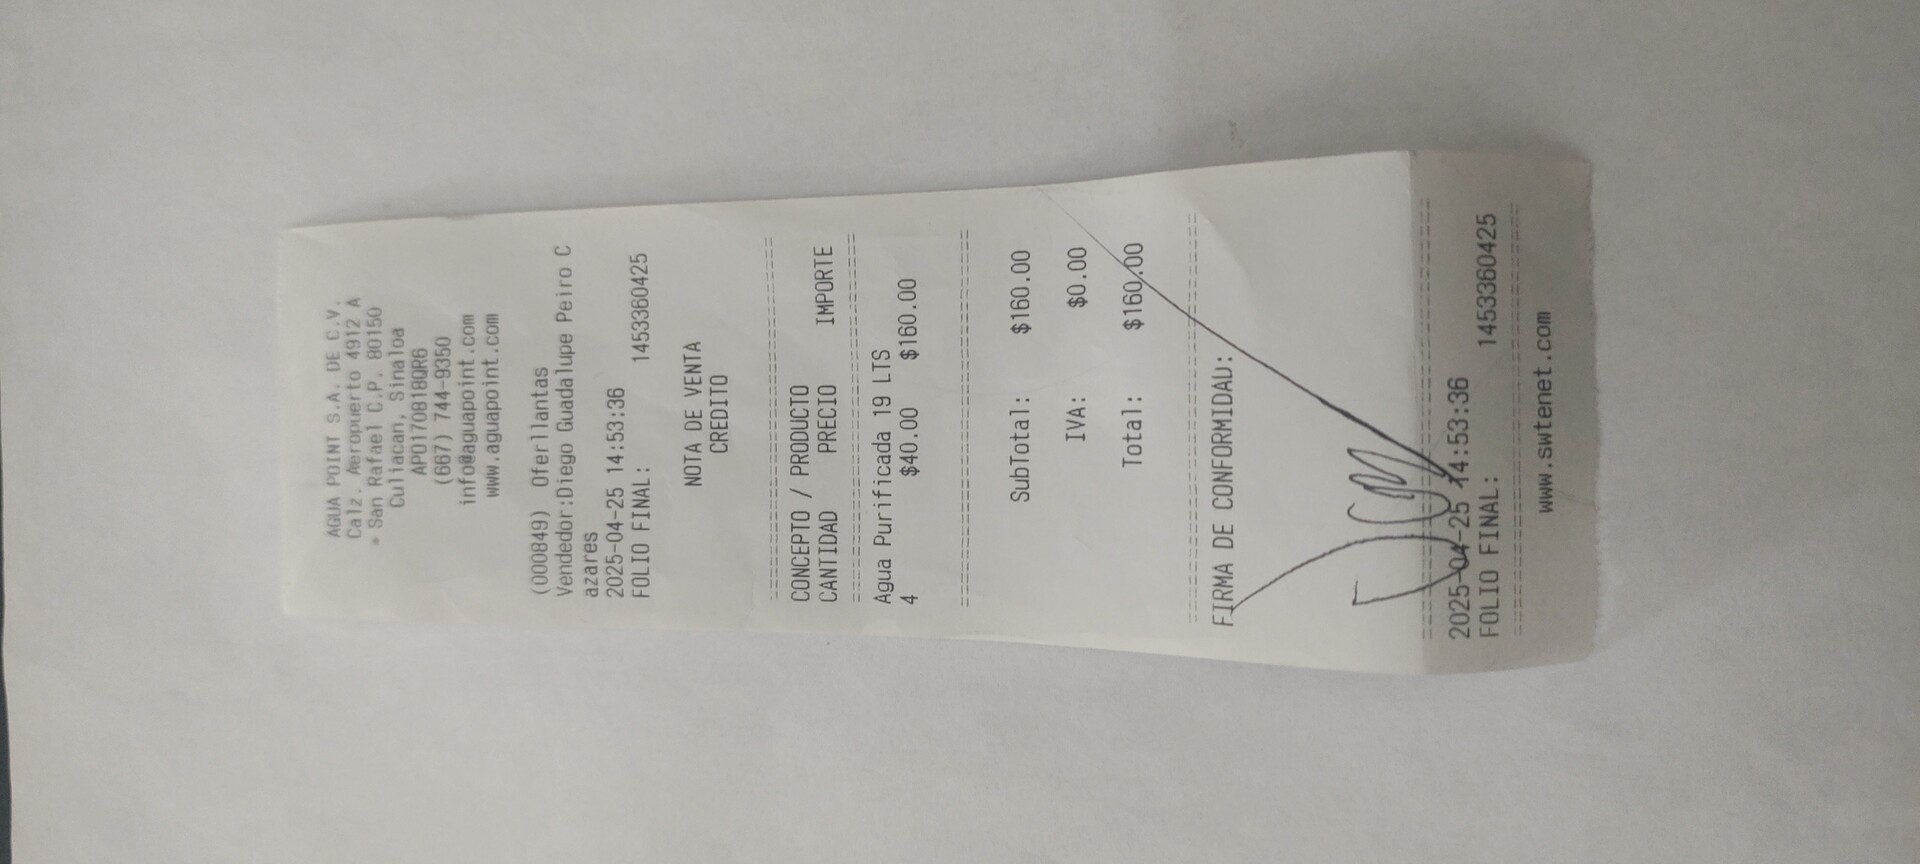 AGUA POINT S.A. DE C.V.
Calz. Aeropuerto 4912 A
* San Rafael C.P. 80150
Culiacan, Sinaloa
APO170818QR6
(667) 744-9350
info@aguapoint.com
www.aguapoint.com
(000849) Oferllantas
Vendedor:Diego Guadalupe Peiro C
azares
2025-04-25 14:53:36
FOLIO FINAL: 1453360425
NOTA DE VENTA
CREDITO
================================
CONCEPTO / PRODUCTO
CANTIDAD PRECIO IMPORTE
================================
Agua Purificada 19 LTS
4 $40.00 $160.00
================================
SubTotal: $160.00
IVA: $0.00
Total: $160.00
================================
FIRMA DE CONFORMIDAD:
================================
2025-04-25 14:53:36
FOLIO FINAL: 1453360425
================================
www.swtenet.com